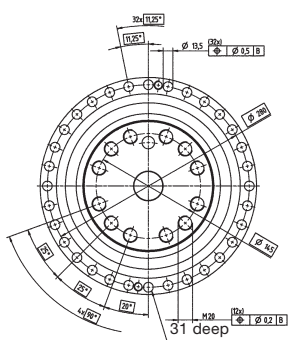 32x 11,25°
11,25°
Ø 13,5
(32x)
⌖ Ø 0,5 B
Ø 280
Ø 145
25°
25°
4x 90°
20°
M20
31 deep
(12x)
⌖ Ø 0,2 B